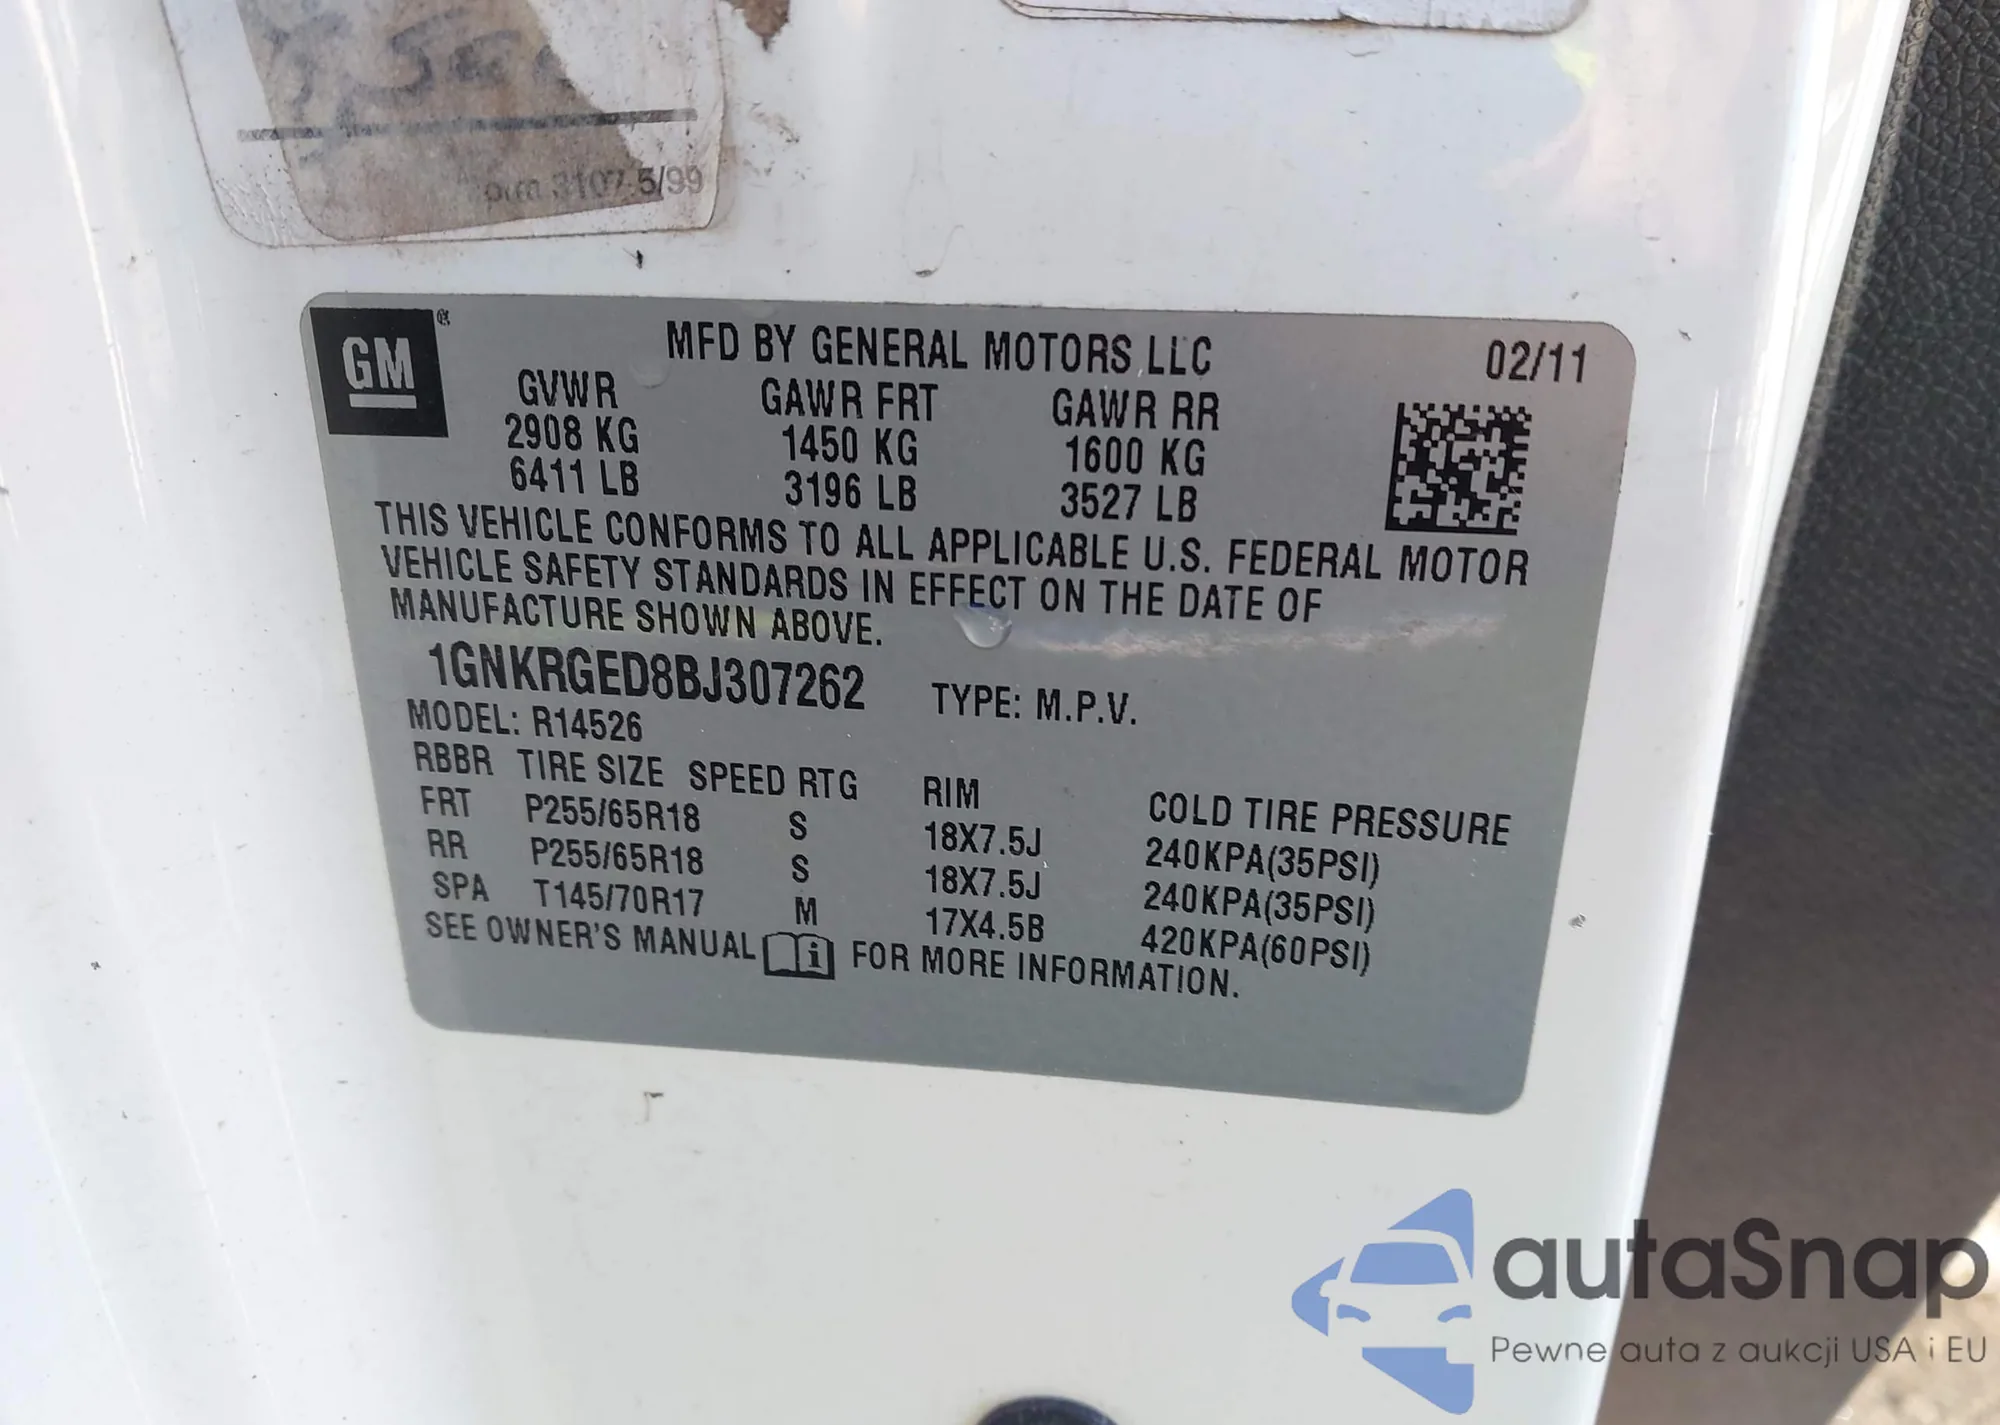 3107 5/99
GM
MFD BY GENERAL MOTORS LLC 02/11
GVWR GAWR FRT GAWR RR
2908 KG 1450 KG 1600 KG
6411 LB 3196 LB 3527 LB
THIS VEHICLE CONFORMS TO ALL APPLICABLE U.S. FEDERAL MOTOR
VEHICLE SAFETY STANDARDS IN EFFECT ON THE DATE OF
MANUFACTURE SHOWN ABOVE.
1GNKRGED8BJ307262 TYPE: M.P.V.
MODEL: R14526
RBBR TIRE SIZE SPEED RTG RIM COLD TIRE PRESSURE
FRT P255/65R18 S 18X7.5J 240KPA(35PSI)
RR P255/65R18 S 18X7.5J 240KPA(35PSI)
SPA T145/70R17 M 17X4.5B 420KPA(60PSI)
SEE OWNER'S MANUAL i FOR MORE INFORMATION.
autaSnap
Pewne auta z aukcji USA i EU